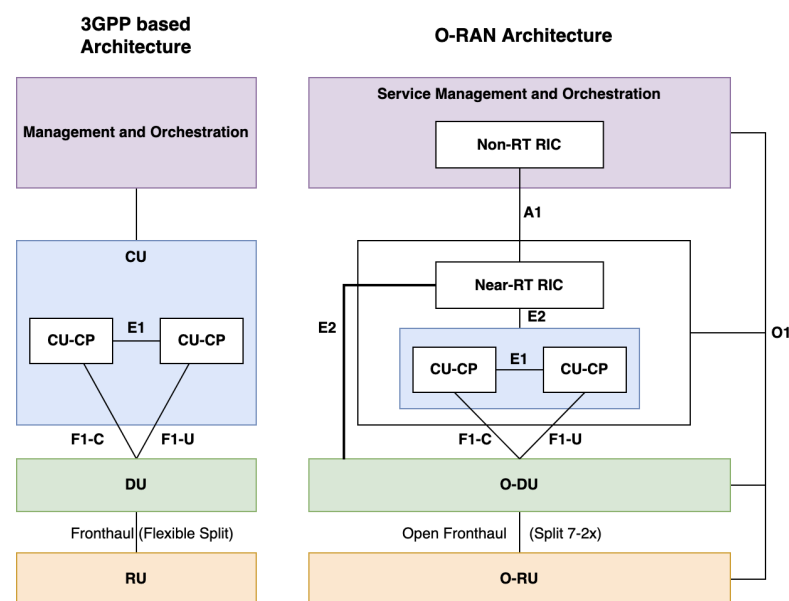 3GPP based
Architecture
Management and Orchestration
CU
CU-CP
E1
CU-CP
F1-C
F1-U
DU
Fronthaul (Flexible Split)
RU
O-RAN Architecture
Service Management and Orchestration
Non-RT RIC
A1
Near-RT RIC
E2
E2
CU-CP
E1
CU-CP
O1
F1-C
F1-U
O-DU
Open Fronthaul
(Split 7-2x)
O-RU